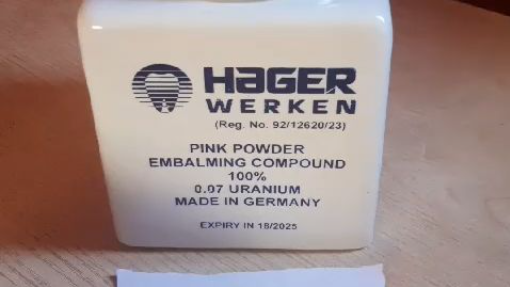 HAGER
WERKEN
(Reg. No. 92/12620/23)
PINK POWDER
EMBALMING COMPOUND
100%
0.07 URANIUM
MADE IN GERMANY
EXPIRY IN 18/2025